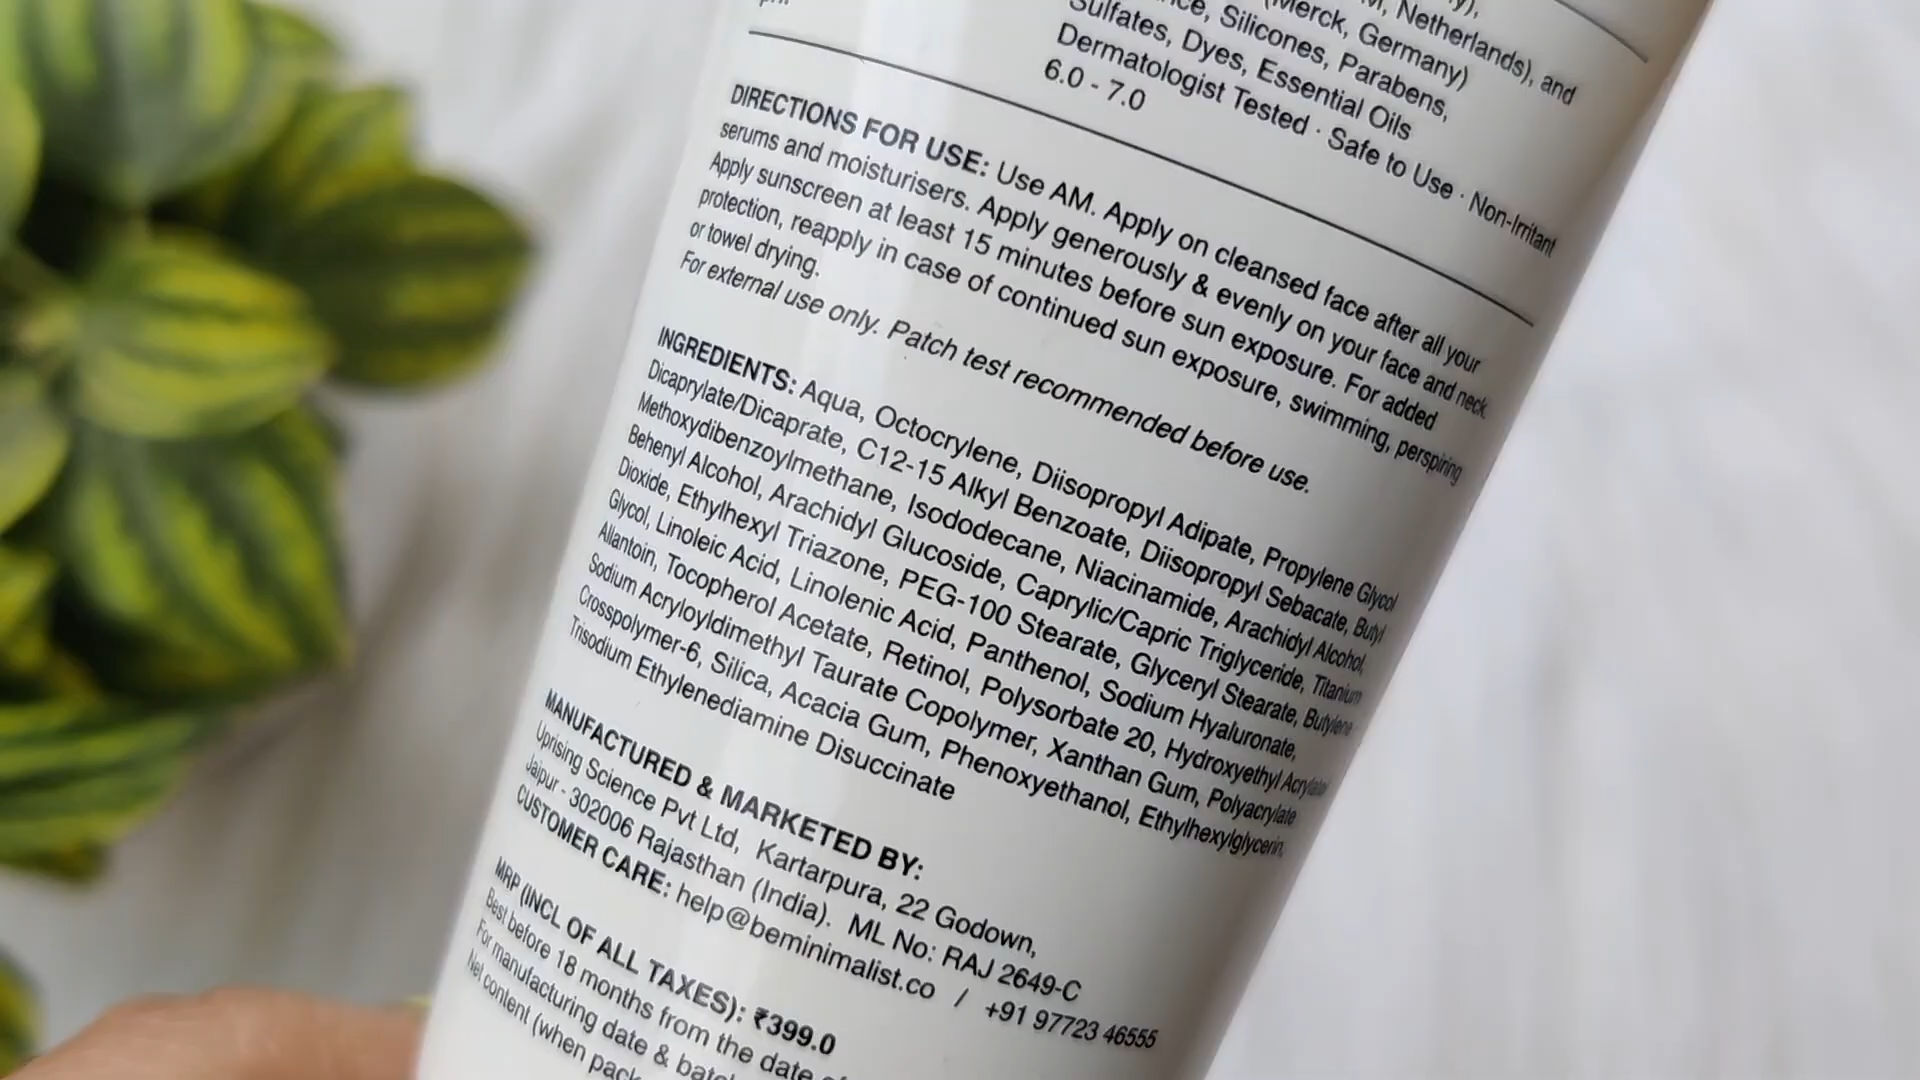 y),
M, Netherlands), and
(Merck, Germany)
ce, Silicones, Parabens,
Sulfates, Dyes, Essential Oils
Dermatologist Tested · Safe to Use · Non-Irritant
6.0 - 7.0
DIRECTIONS FOR USE: Use AM. Apply on cleansed face after all your
serums and moisturisers. Apply generously & evenly on your face and neck.
Apply sunscreen at least 15 minutes before sun exposure. For added
protection, reapply in case of continued sun exposure, swimming, perspiring
or towel drying.
For external use only. Patch test recommended before use.
INGREDIENTS: Aqua, Octocrylene, Diisopropyl Adipate, Propylene Glycol
Dicaprylate/Dicaprate, C12-15 Alkyl Benzoate, Diisopropyl Sebacate, Butyl
Methoxydibenzoylmethane, Isododecane, Niacinamide, Arachidyl Alcohol,
Behenyl Alcohol, Arachidyl Glucoside, Caprylic/Capric Triglyceride, Titanium
Dioxide, Ethylhexyl Triazone, PEG-100 Stearate, Glyceryl Stearate, Butylene
Glycol, Linoleic Acid, Linolenic Acid, Panthenol, Sodium Hyaluronate,
Allantoin, Tocopherol Acetate, Retinol, Polysorbate 20, Hydroxyethyl Acrylate/
Sodium Acryloyldimethyl Taurate Copolymer, Xanthan Gum, Polyacrylate
Crosspolymer-6, Silica, Acacia Gum, Phenoxyethanol, Ethylhexylglycerin,
Trisodium Ethylenediamine Disuccinate
MANUFACTURED & MARKETED BY:
Uprising Science Pvt Ltd, Kartarpura, 22 Godown,
Jaipur - 302006 Rajasthan (India). ML No: RAJ 2649-C
CUSTOMER CARE: help@beminimalist.co / +91 97723 46555
MRP (INCL OF ALL TAXES): ₹399.0
Best before 18 months from the date of
For manufacturing date & batc
Net content (when pack